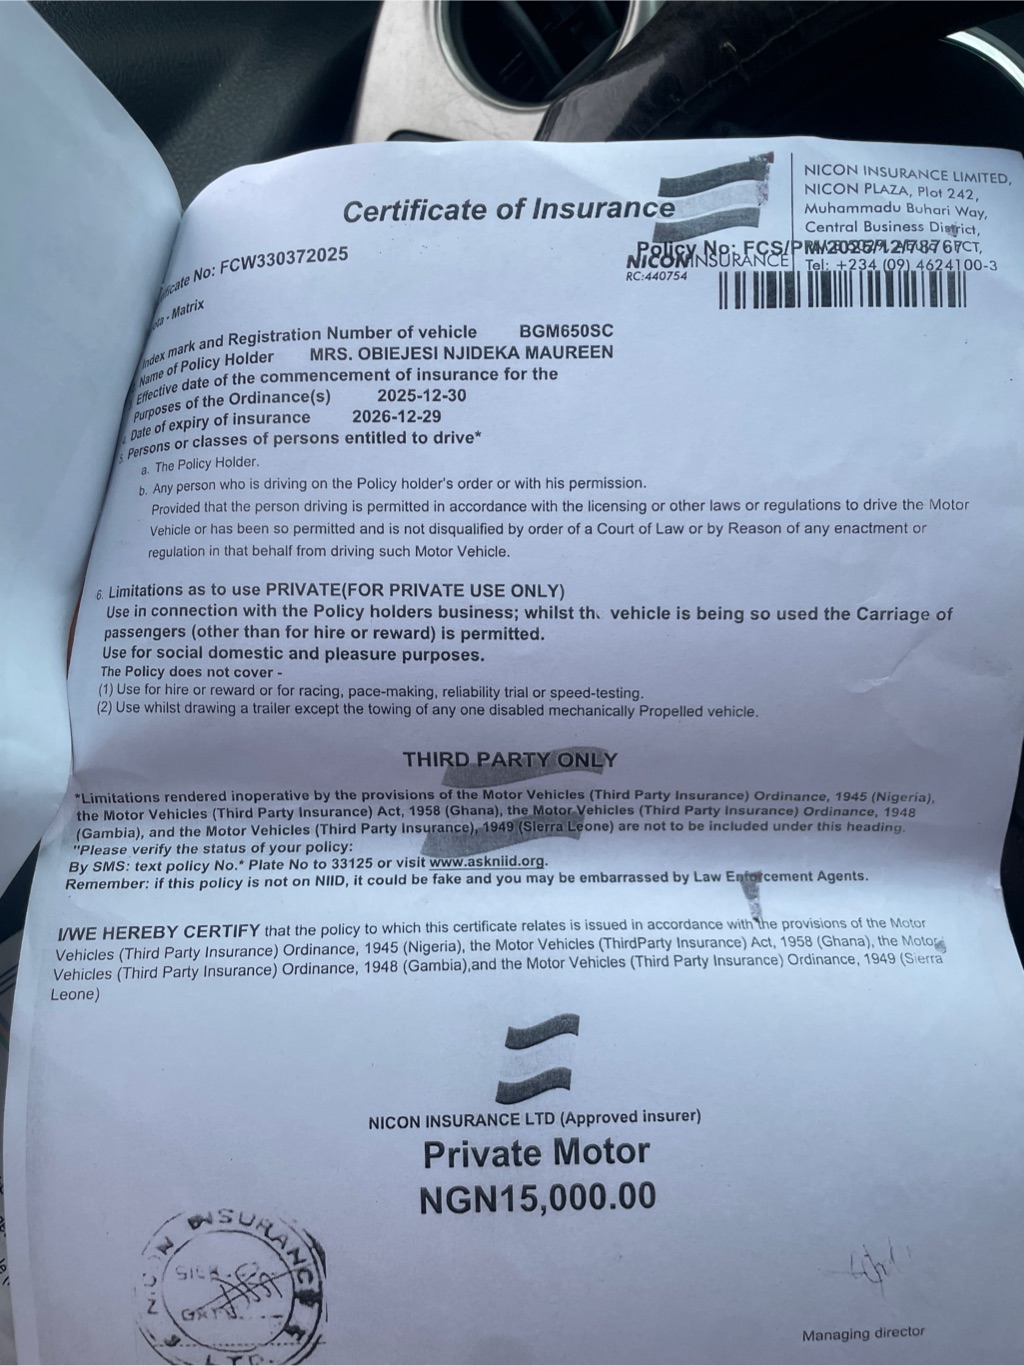 Certificate of Insurance
NICON INSURANCE LIMITED,
NICON PLAZA, Plot 242,
Muhammadu Buhari Way,
Central Business District,
Tel: +234 (09) 4624100-3
Policy No: FCS/PM/2025/12/78767
NICON INSURANCE
RC:440754
No: FCW330372025
- Matrix
Index mark and Registration Number of vehicle BGM650SC
Name of Policy Holder MRS. OBIEJESI NJIDEKA MAUREEN
Effective date of the commencement of insurance for the
Purposes of the Ordinance(s) 2025-12-30
Date of expiry of insurance 2026-12-29
5. Persons or classes of persons entitled to drive*
a. The Policy Holder.
b. Any person who is driving on the Policy holder's order or with his permission.
Provided that the person driving is permitted in accordance with the licensing or other laws or regulations to drive the Motor
Vehicle or has been so permitted and is not disqualified by order of a Court of Law or by Reason of any enactment or
regulation in that behalf from driving such Motor Vehicle.
6. Limitations as to use PRIVATE(FOR PRIVATE USE ONLY)
Use in connection with the Policy holders business; whilst th. vehicle is being so used the Carriage of
passengers (other than for hire or reward) is permitted.
Use for social domestic and pleasure purposes.
The Policy does not cover -
(1) Use for hire or reward or for racing, pace-making, reliability trial or speed-testing.
(2) Use whilst drawing a trailer except the towing of any one disabled mechanically Propelled vehicle.
THIRD PARTY ONLY
*Limitations rendered inoperative by the provisions of the Motor Vehicles (Third Party Insurance) Ordinance, 1945 (Nigeria),
the Motor Vehicles (Third Party Insurance) Act, 1958 (Ghana), the Motor Vehicles (Third Party Insurance) Ordinance, 1948
(Gambia), and the Motor Vehicles (Third Party Insurance), 1949 (Sierra Leone) are not to be included under this heading.
"Please verify the status of your policy:
By SMS: text policy No.* Plate No to 33125 or visit www.askniid.org.
Remember: if this policy is not on NIID, it could be fake and you may be embarrassed by Law Enforcement Agents.
I/WE HEREBY CERTIFY that the policy to which this certificate relates is issued in accordance with the provisions of the Motor
Vehicles (Third Party Insurance) Ordinance, 1945 (Nigeria), the Motor Vehicles (ThirdParty Insurance) Act, 1958 (Ghana), the Motor
Vehicles (Third Party Insurance) Ordinance, 1948 (Gambia),and the Motor Vehicles (Third Party Insurance) Ordinance, 1949 (Sierra
Leone)
NICON INSURANCE LTD (Approved insurer)
Private Motor
NGN15,000.00
NICON INSURANCE
LTD.
Managing director